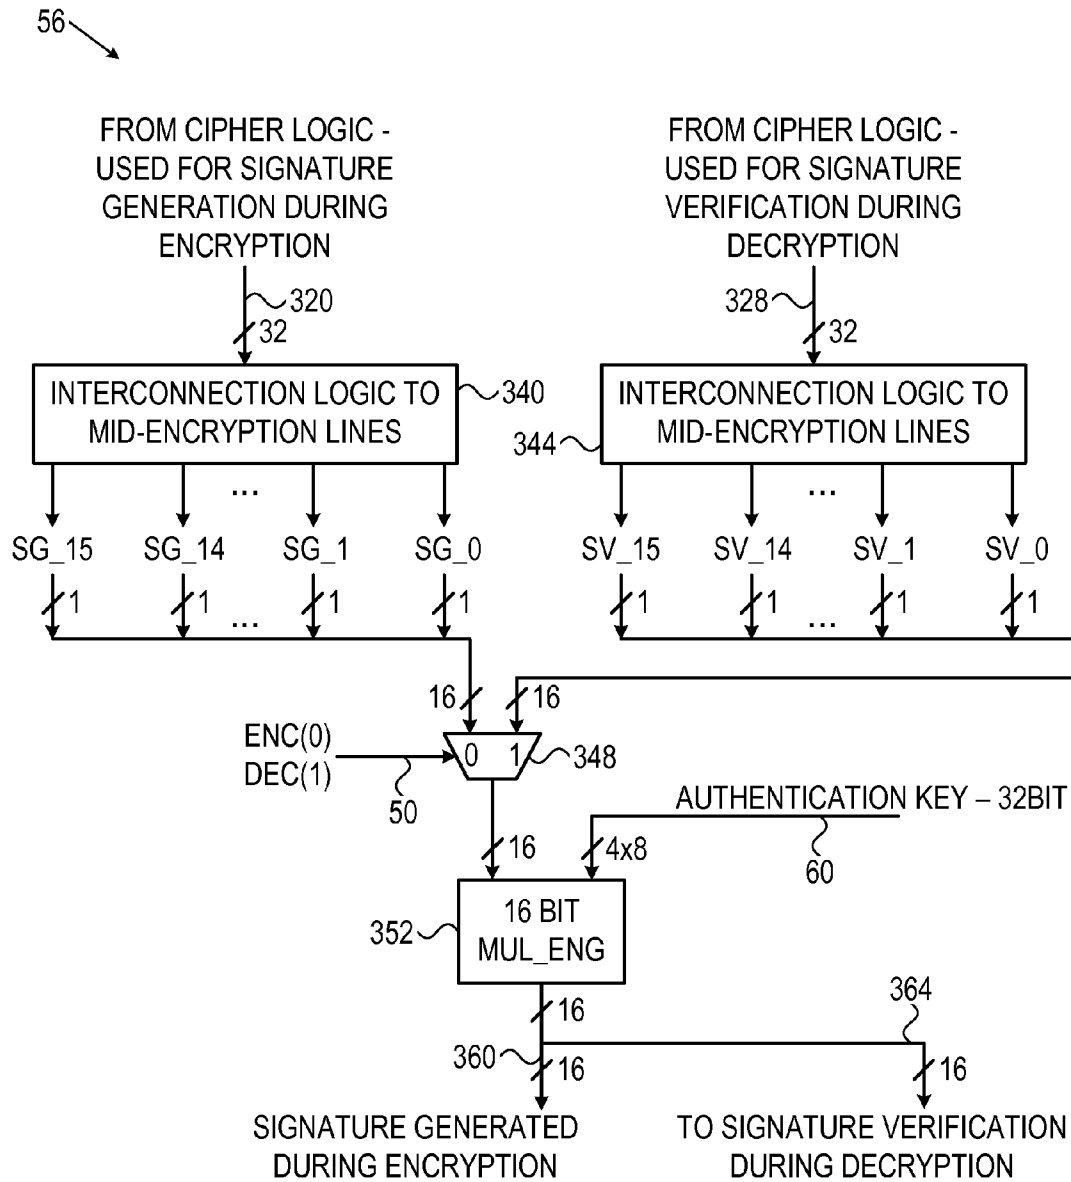 56
FROM CIPHER LOGIC -
USED FOR SIGNATURE
GENERATION DURING
ENCRYPTION
FROM CIPHER LOGIC -
USED FOR SIGNATURE
VERIFICATION DURING
DECRYPTION
320
32
328
32
INTERCONNECTION LOGIC TO
MID-ENCRYPTION LINES
340
INTERCONNECTION LOGIC TO
MID-ENCRYPTION LINES
344
... ...
SG_15 SG_14 SG_1 SG_0
SV_15 SV_14 SV_1 SV_0
1 1 ... 1 1
1 1 ... 1 1
16 16
ENC(0)
DEC(1)
50
0 1
348
AUTHENTICATION KEY – 32BIT
60
16 4x8
352
16 BIT
MUL_ENG
16
364
360
16 16
SIGNATURE GENERATED
DURING ENCRYPTION
TO SIGNATURE VERIFICATION
DURING DECRYPTION